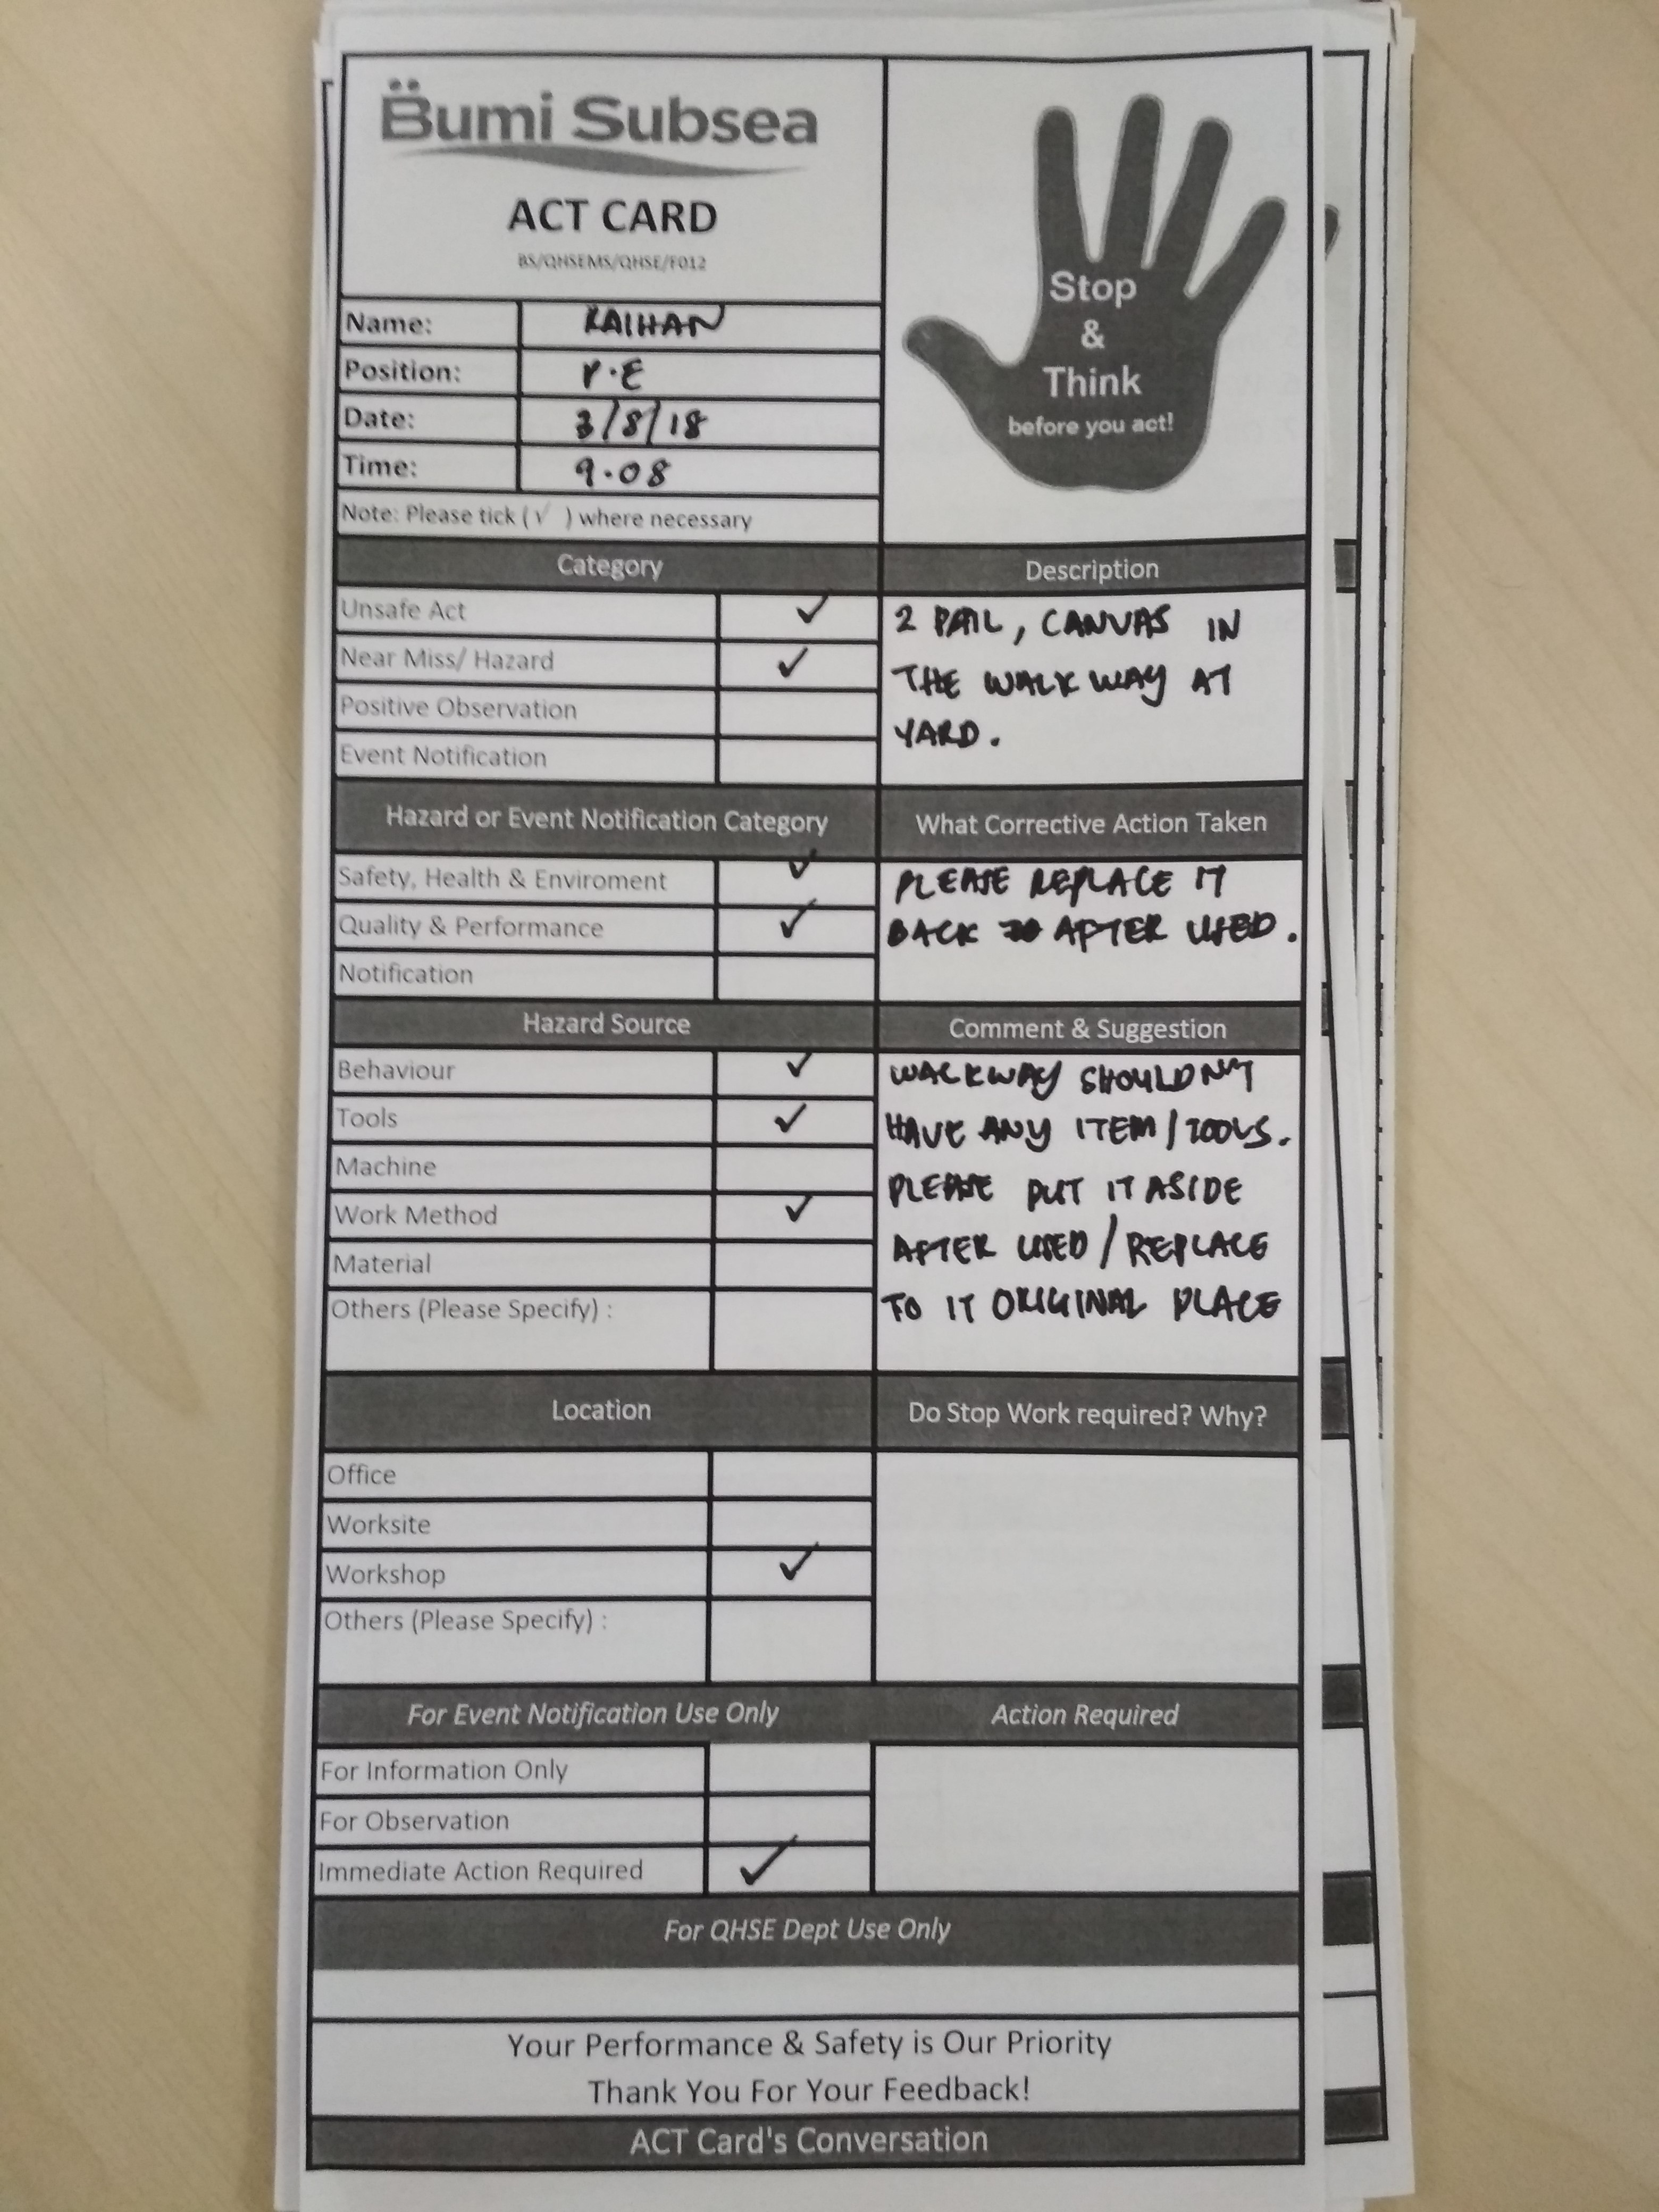 Bumi Subsea
ACT CARD
BS/QHSEMS/QHSE/F012
Stop
&
Think
before you act!
Name: RAIHAN
Position: P.E
Date: 3/8/18
Time: 9.08
Note: Please tick (√ ) where necessary
Category
Unsafe Act ✓
Near Miss/ Hazard ✓
Positive Observation
Event Notification
Description
2 PAIL, CANVAS IN
THE WALKWAY AT
YARD.
Hazard or Event Notification Category
Safety, Health & Enviroment ✓
Quality & Performance ✓
Notification
What Corrective Action Taken
PLEASE REPLACE IT
BACK AFTER USED.
Hazard Source
Behaviour ✓
Tools ✓
Machine
Work Method ✓
Material
Others (Please Specify) :
Comment & Suggestion
WALKWAY SHOULDN'T
HAVE ANY ITEM/TOOLS.
PLEASE PUT IT ASIDE
AFTER USED/REPLACE
TO IT ORIGINAL PLACE
Location
Office
Worksite
Workshop ✓
Others (Please Specify) :
Do Stop Work required? Why?
For Event Notification Use Only
For Information Only
For Observation
Immediate Action Required ✓
Action Required
For QHSE Dept Use Only
Your Performance & Safety is Our Priority
Thank You For Your Feedback!
ACT Card's Conversation